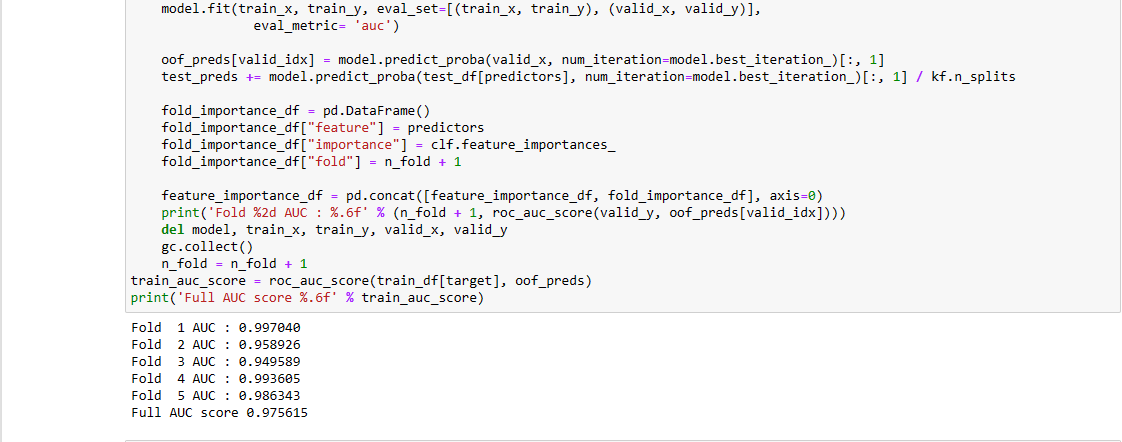 model.fit(train_x, train_y, eval_set=[(train_x, train_y), (valid_x, valid_y)],
eval_metric= 'auc')
oof_preds[valid_idx] = model.predict_proba(valid_x, num_iteration=model.best_iteration_)[:, 1]
test_preds += model.predict_proba(test_df[predictors], num_iteration=model.best_iteration_)[:, 1] / kf.n_splits
fold_importance_df = pd.DataFrame()
fold_importance_df["feature"] = predictors
fold_importance_df["importance"] = clf.feature_importances_
fold_importance_df["fold"] = n_fold + 1
feature_importance_df = pd.concat([feature_importance_df, fold_importance_df], axis=0)
print('Fold %2d AUC : %.6f' % (n_fold + 1, roc_auc_score(valid_y, oof_preds[valid_idx])))
del model, train_x, train_y, valid_x, valid_y
gc.collect()
n_fold = n_fold + 1
train_auc_score = roc_auc_score(train_df[target], oof_preds)
print('Full AUC score %.6f' % train_auc_score)
Fold  1 AUC : 0.997040
Fold  2 AUC : 0.958926
Fold  3 AUC : 0.949589
Fold  4 AUC : 0.993605
Fold  5 AUC : 0.986343
Full AUC score 0.975615